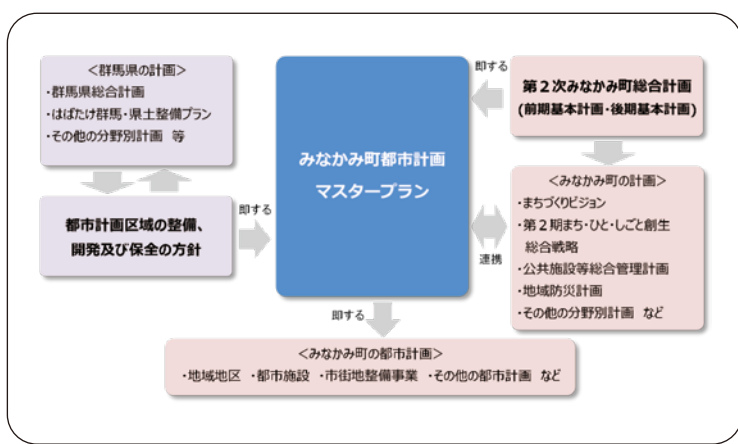 <群馬県の計画>
・群馬県総合計画
・はばたけ群馬・県土整備プラン
・その他の分野別計画 等
都市計画区域の整備、
開発及び保全の方針
即する
みなかみ町都市計画
マスタープラン
即する
第2次みなかみ町総合計画
(前期基本計画・後期基本計画)
連携
<みなかみ町の計画>
・まちづくりビジョン
・第2期まち・ひと・しごと創生
総合戦略
・公共施設等総合管理計画
・地域防災計画
・その他の分野別計画 など
即する
<みなかみ町の都市計画>
・地域地区 ・都市施設 ・市街地整備事業 ・その他の都市計画 など